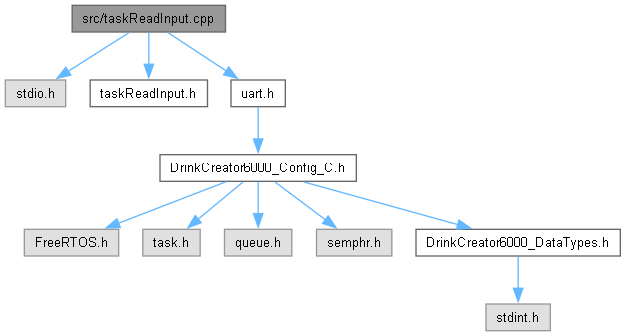 src/taskReadInput.cpp
stdio.h
taskReadInput.h
uart.h
DrinkCreator6000_Config_C.h
FreeRTOS.h
task.h
queue.h
semphr.h
DrinkCreator6000_DataTypes.h
stdint.h